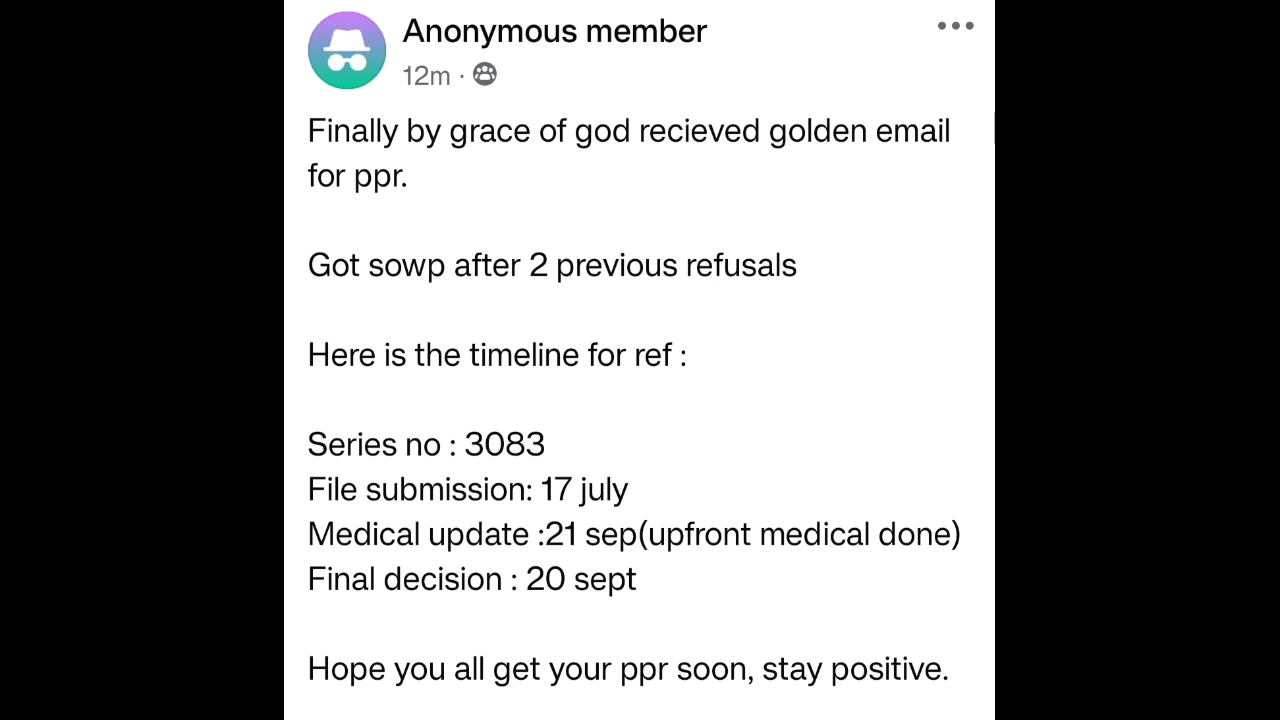 Anonymous member
12m ·
Finally by grace of god recieved golden email
for ppr.
Got sowp after 2 previous refusals
Here is the timeline for ref :
Series no : 3083
File submission: 17 july
Medical update :21 sep(upfront medical done)
Final decision : 20 sept
Hope you all get your ppr soon, stay positive.